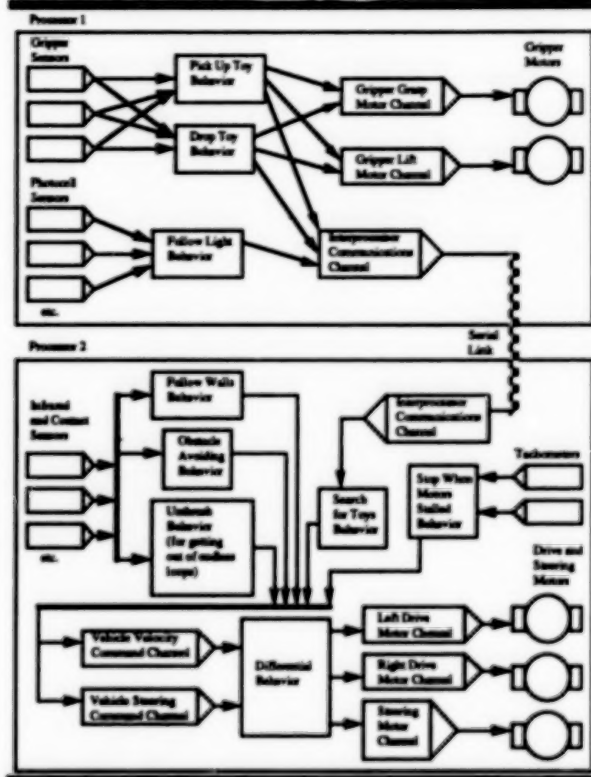 Processor 1
Gripper
Sensors
Pick Up Toy
Behavior
Gripper Grasp
Motor Channel
Gripper
Motors
Drop Toy
Behavior
Gripper Lift
Motor Channel
Photocell
Sensors
Follow Light
Behavior
Interprocessor
Communications
Channel
etc.
Serial
Link
Processor 2
Infrared
and Contact
Sensors
Follow Walls
Behavior
Interprocessor
Communications
Channel
Obstacle
Avoiding
Behavior
Tachometers
Search
for Toys
Behavior
Stop When
Motors
Stalled
Behavior
Behavior
(for getting
out of endless
loops)
etc.
Drive and
Steering
Motors
Vehicle Velocity
Command Channel
Differential
Behavior
Left Drive
Motor Channel
Right Drive
Motor Channel
Vehicle Steering
Command Channel
Steering
Motor
Channel